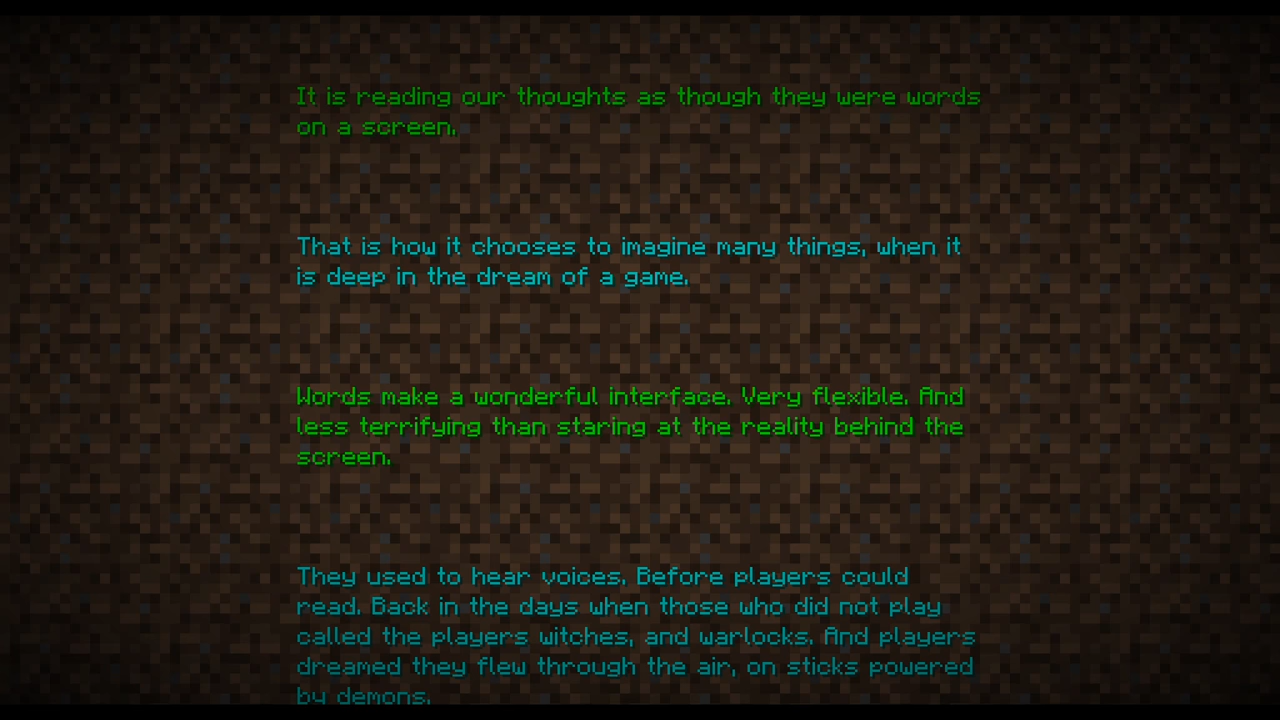 It is reading our thoughts as though they were words
on a screen.
That is how it chooses to imagine many things, when it
is deep in the dream of a game.
Words make a wonderful interface. Very flexible. And
less terrifying than staring at the reality behind the
screen.
They used to hear voices. Before players could
read. Back in the days when those who did not play
called the players witches, and warlocks. And players
dreamed they flew through the air, on sticks powered
by demons.